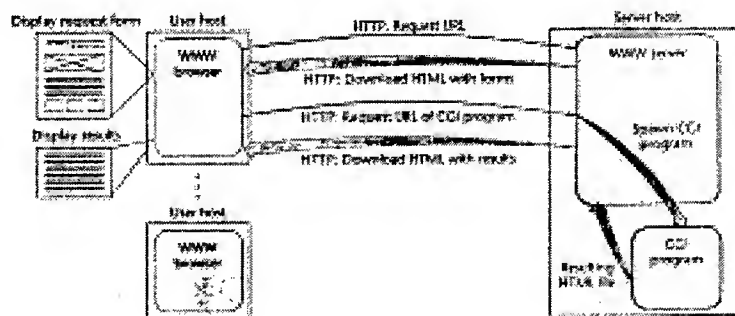 Display request form
User host
WWW
browser
HTTP: Request URL
HTTP: Download HTML with forms
HTTP: Request URL of CGI program
HTTP: Download HTML with results
Display results
Server host
WWW server
Spawn CGI
program
CGI
program
Resulting
HTML file
User host
WWW
browser